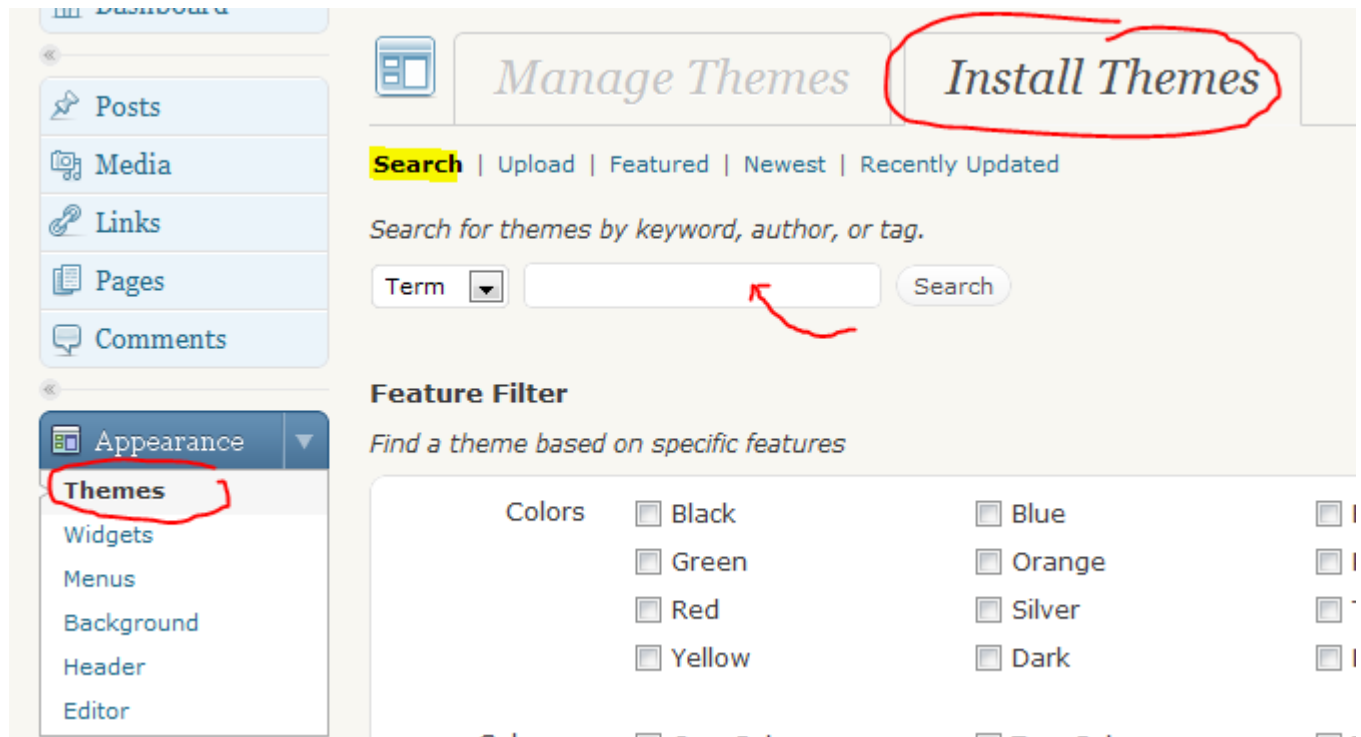 Dashboard
Posts
Media
Links
Pages
Comments
Appearance
Themes
Widgets
Menus
Background
Header
Editor
Manage Themes
Install Themes
Search | Upload | Featured | Newest | Recently Updated
Search for themes by keyword, author, or tag.
Term
Search
Feature Filter
Find a theme based on specific features
Colors Black Blue
Green Orange
Red Silver
Yellow Dark